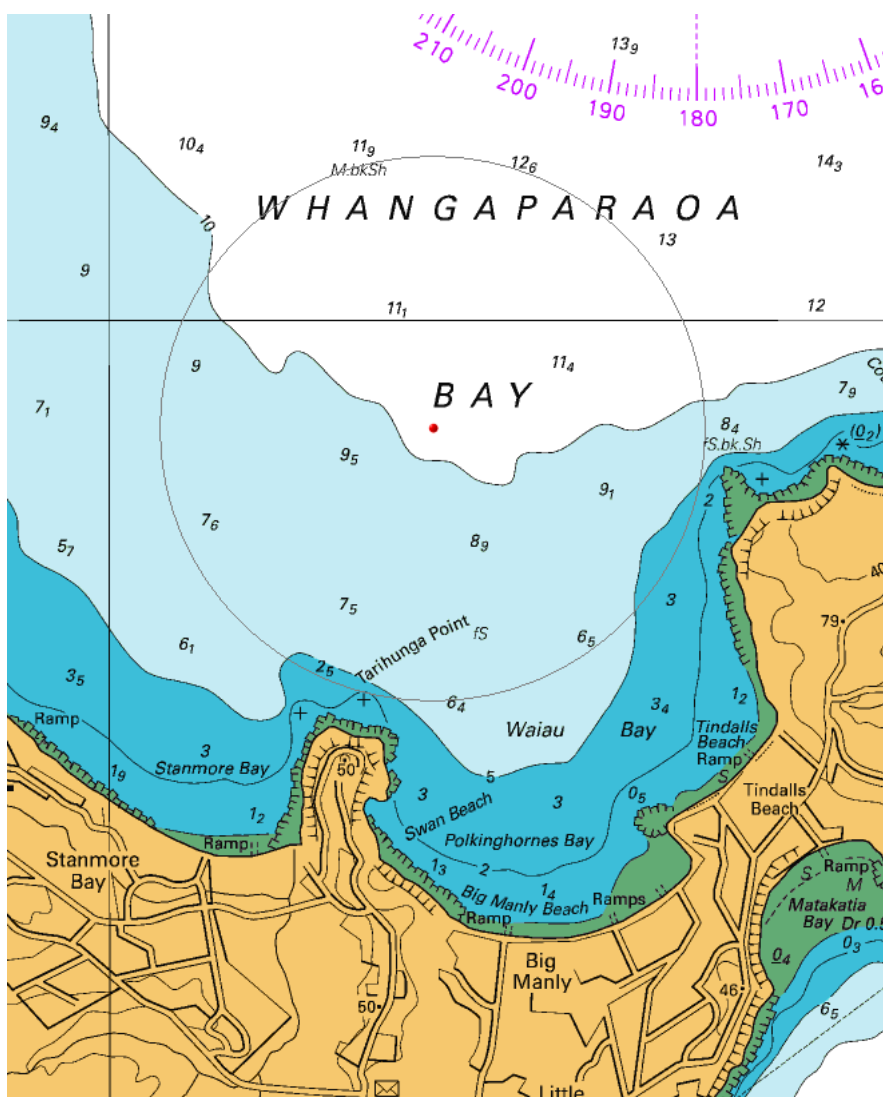 210
200
190
180
170
13₉
9₄
10₄
11₉
M.bkSh
12₆
14₃
WHANGAPARAOA
10
13
9
11₁
12
9
11₄
7₁
BAY
7₉
8₄
(0₂)
fS.bk.Sh
9₅
9₁
2
7₆
8₉
5₇
40
3
7₅
79
6₁
Tarihunga Point
fS
6₅
2₅
3₅
6₄
3₄
1₂
Ramp
Waiau Bay
Tindalls
Beach
Ramp
S
3
Stanmore Bay
50
1₉
5
3
3
0₅
Tindalls
Beach
1₂
Swan Beach
Polkinghornes Bay
Ramp
Stanmore
Bay
1₃
2
1₄
Big Manly Beach
Ramps
Ramp
S
Ramp
M
Matakatia
Bay
Dr 0.5
0₃
0₄
Big
Manly
46
50
6₅
Little